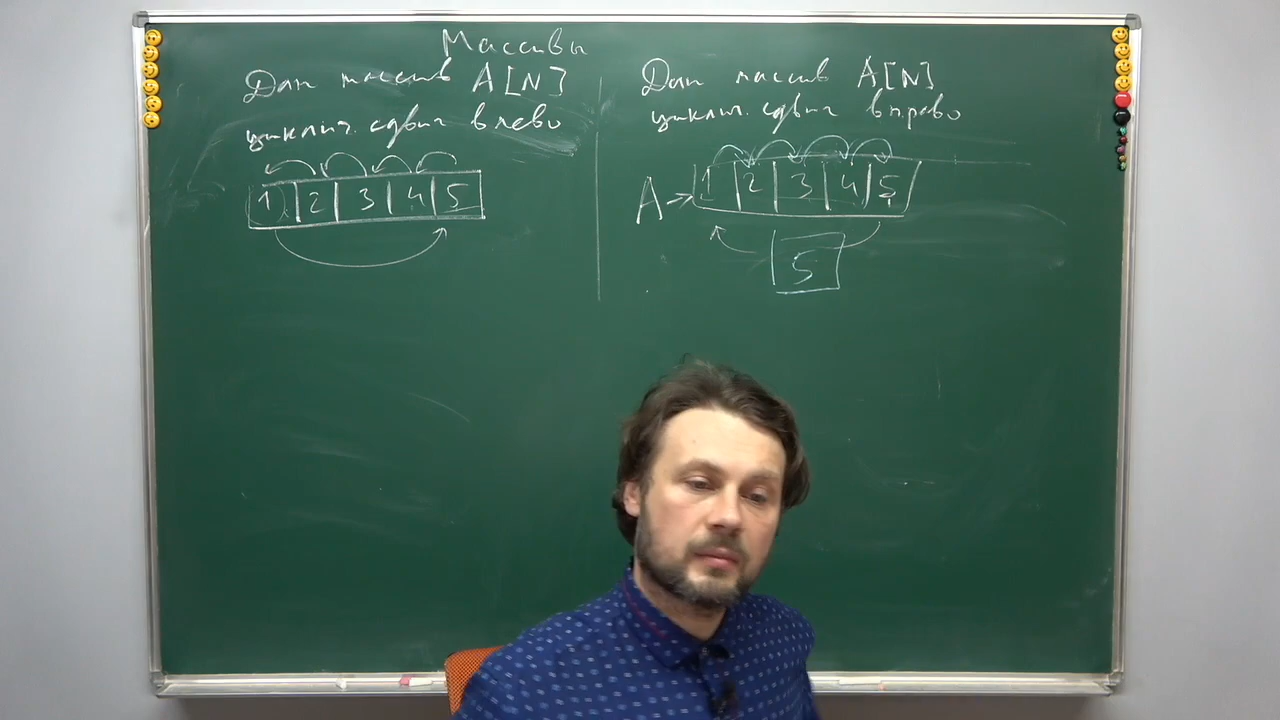 Массивы
Дан массив A[N]
циклич. сдвиг влево
1 2 3 4 5
Дан массив A[N]
циклич. сдвиг вправо
A → 1 2 3 4 5
5